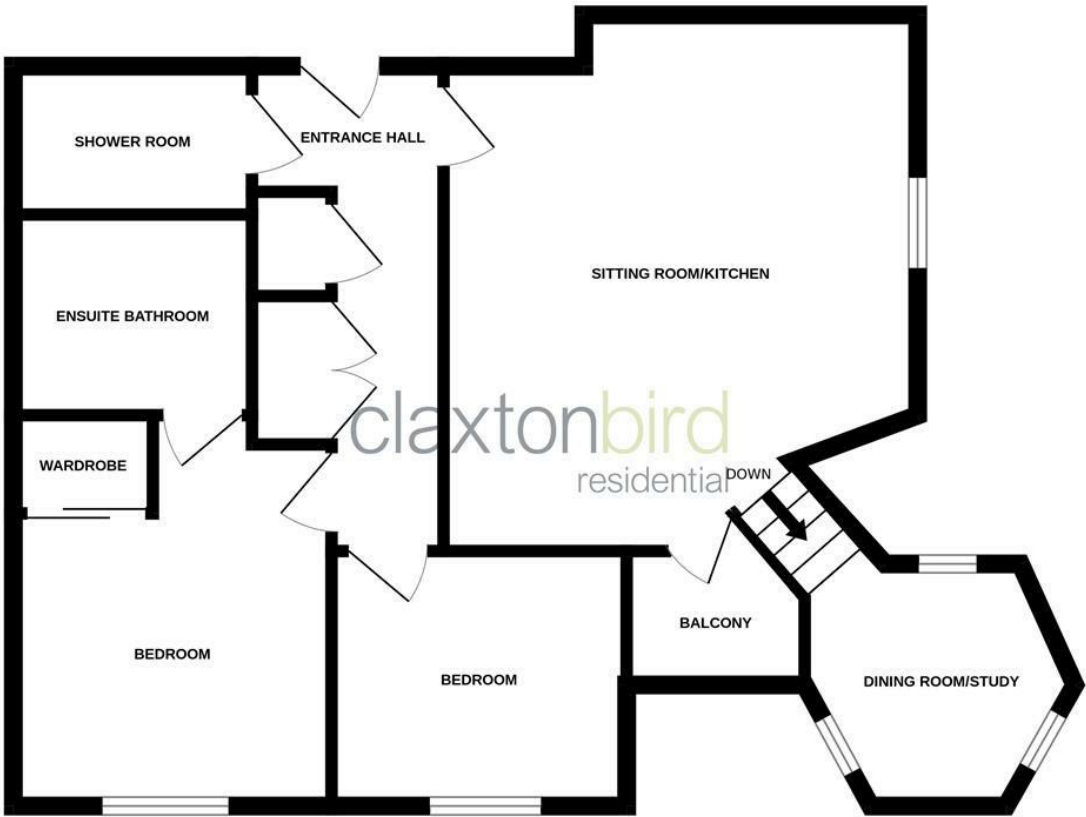 SHOWER ROOM
ENTRANCE HALL
SITTING ROOM/KITCHEN
ENSUITE BATHROOM
claxtonbird
residential
WARDROBE
DOWN
BEDROOM
BEDROOM
BALCONY
DINING ROOM/STUDY